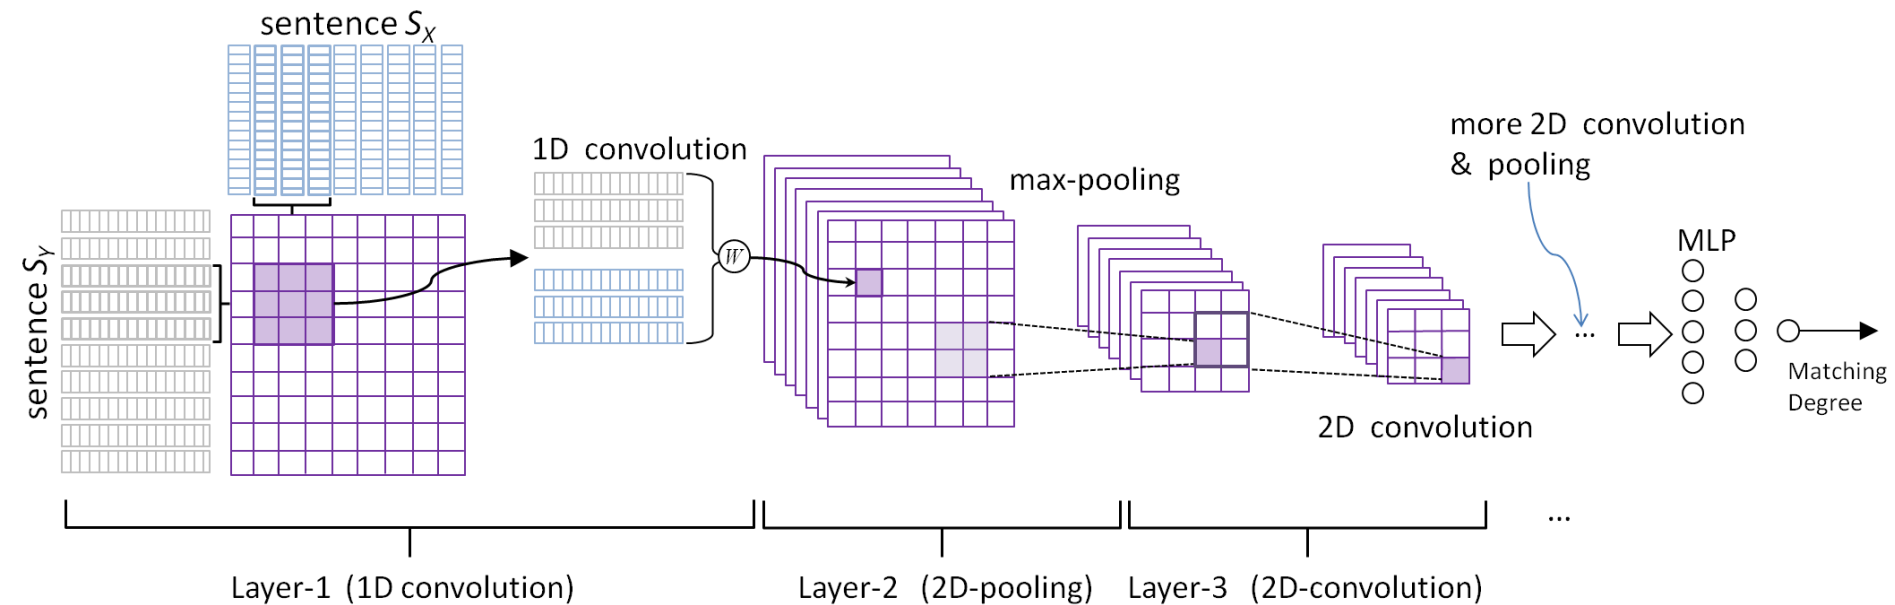 sentence S_X
sentence S_Y
1D convolution
W
max-pooling
2D convolution
more 2D convolution
& pooling
...
MLP
Matching
Degree
Layer-1 (1D convolution)
Layer-2 (2D-pooling)
Layer-3 (2D-convolution)
...